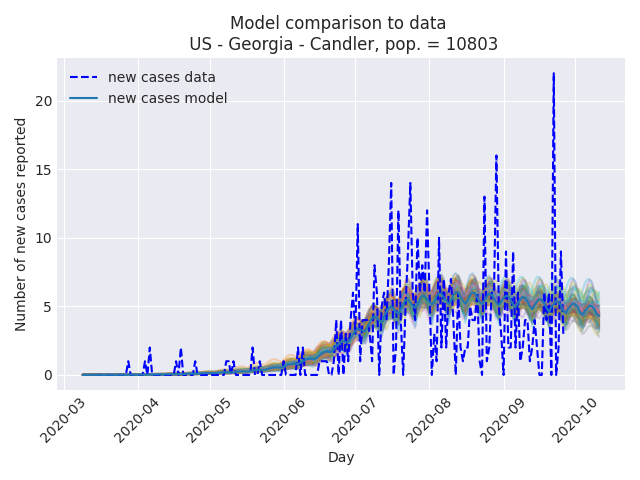 Model comparison to data
US - Georgia - Candler, pop. = 10803
new cases data
new cases model
Number of new cases reported
20
15
10
5
0
2020-03
2020-04
2020-05
2020-06
2020-07
2020-08
2020-09
2020-10
Day